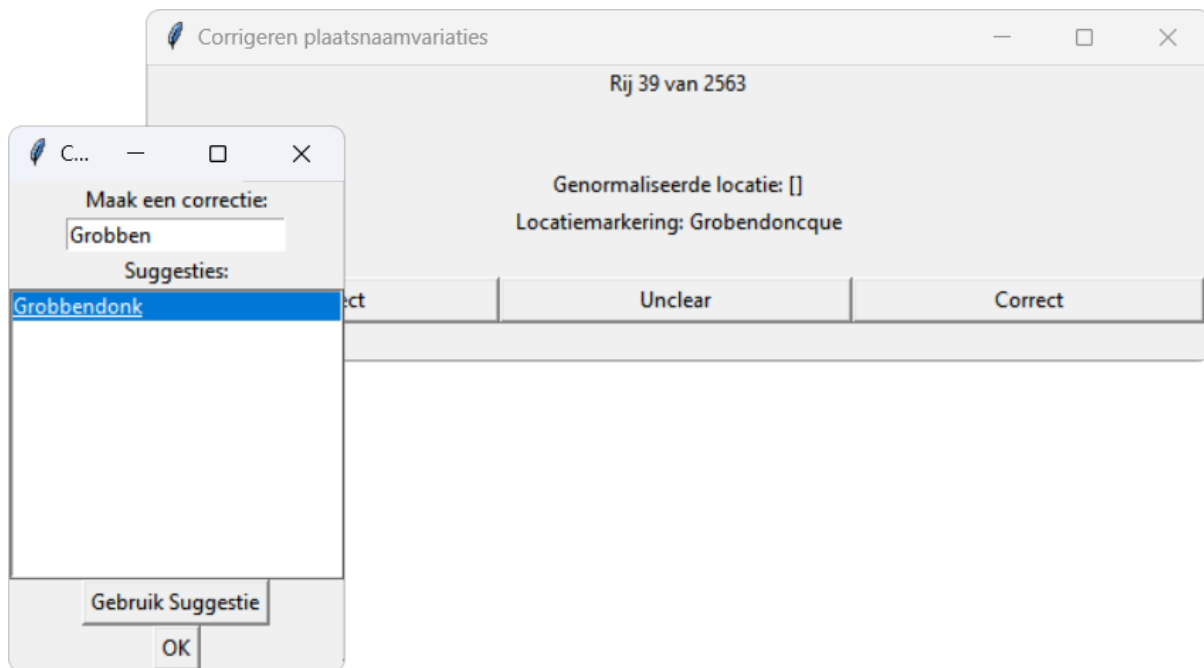 Corrigeren plaatsnaamvariaties
Rij 39 van 2563
Genormaliseerde locatie: []
Locatiemarkering: Grobendoncque
ect
Unclear
Correct
C...
Maak een correctie:
Grobben
Suggesties:
Grobbendonk
Gebruik Suggestie
OK